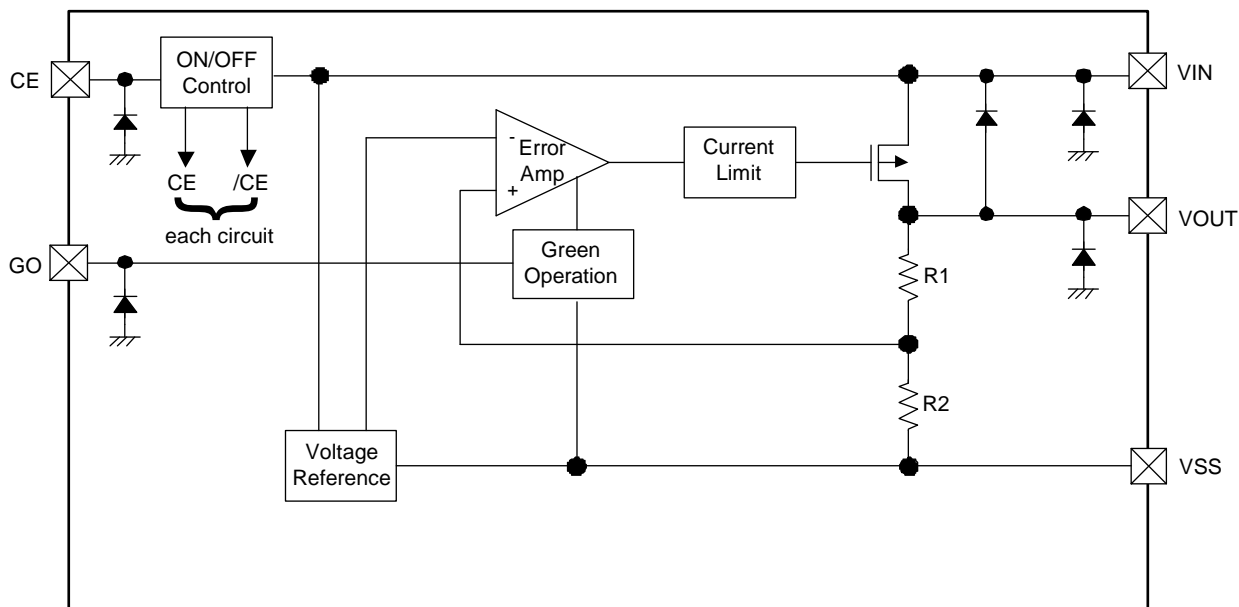 CE
ON/OFF
Control
VIN
-
Error
Amp
+
Current
Limit
CE /CE
each circuit
VOUT
GO
Green
Operation
R1
R2
Voltage
Reference
VSS